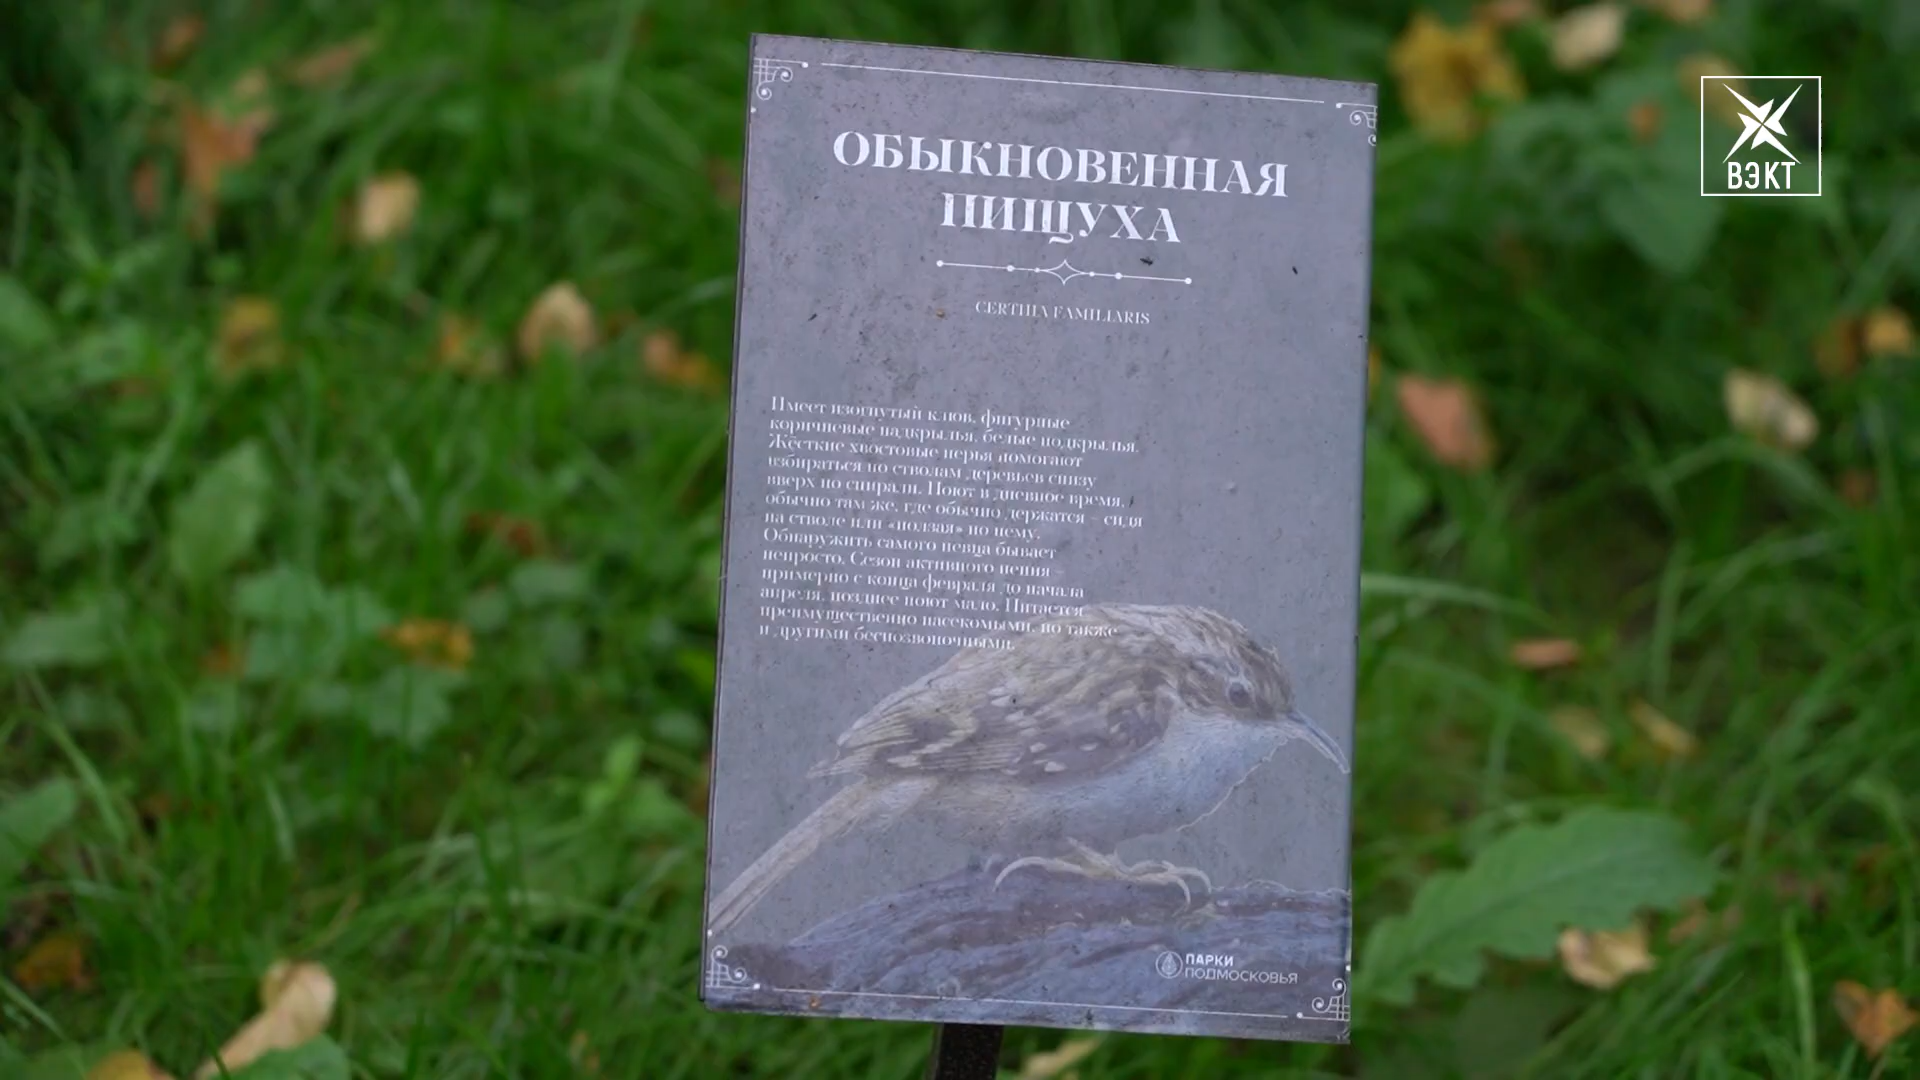 ВЭКТ
ОБЫКНОВЕННАЯ
ПИЩУХА
CERTHIA FAMILIARIS
Имеет изогнутый клюв, фигурные
коричневые надкрылья, белые подкрылья.
Жёсткие хвостовые перья помогают
взбираться по стволам деревьев снизу
вверх по спирали. Поют в дневное время,
обычно там же, где обычно держатся – сидя
на стволе или «ползая» по нему.
Обнаружить самого певца бывает
непросто. Сезон активного пения –
примерно с конца февраля до начала
апреля, позднее поют мало. Питается
преимущественно насекомыми, но также
и другими беспозвоночными.
ПАРКИ
ПОДМОСКОВЬЯ